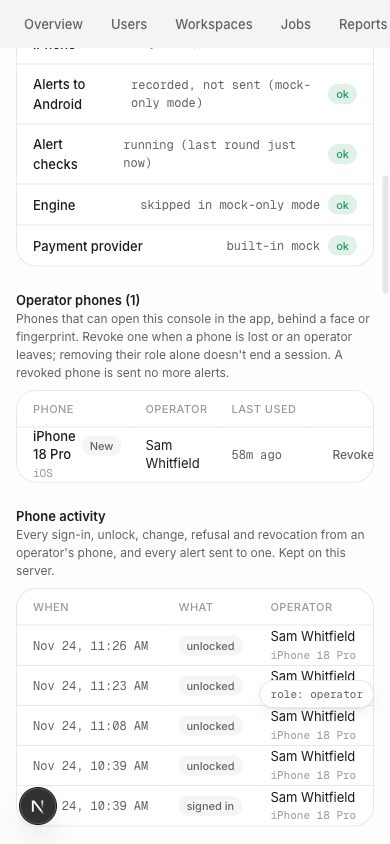 Overview Users Workspaces Jobs Reports
iPhone
Alerts to
Android
recorded, not sent (mock-
only mode)
ok
Alert
checks
running (last round just
now)
ok
Engine
skipped in mock-only mode
ok
Payment provider
built-in mock
ok
Operator phones (1)
Phones that can open this console in the app, behind a face or
fingerprint. Revoke one when a phone is lost or an operator
leaves; removing their role alone doesn't end a session. A
revoked phone is sent no more alerts.
PHONE OPERATOR LAST USED
iPhone
18 Pro
New
iOS
Sam
Whitfield
58m ago
Revoke
Phone activity
Every sign-in, unlock, change, refusal and revocation from an
operator's phone, and every alert sent to one. Kept on this
server.
WHEN WHAT OPERATOR
Nov 24, 11:26 AM unlocked Sam Whitfield
iPhone 18 Pro
Nov 24, 11:23 AM unlocked Sam Whitfield
role: operator
Nov 24, 11:08 AM unlocked Sam Whitfield
iPhone 18 Pro
Nov 24, 10:39 AM unlocked Sam Whitfield
iPhone 18 Pro
24, 10:39 AM signed in Sam Whitfield
iPhone 18 Pro
N